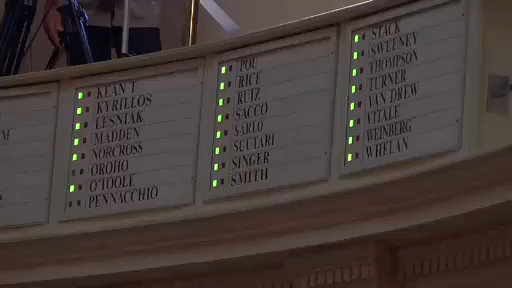 M
KEAN T
KYRILLOS
LESNIAK
MADDEN
NORCROSS
OROHO
O'TOOLE
PENNACCHIO
POU
RICE
RUIZ
SACCO
SARLO
SCUTARI
SINGER
SMITH
STACK
SWEENEY
THOMPSON
TURNER
VAN DREW
VITALE
WEINBERG
WHELAN